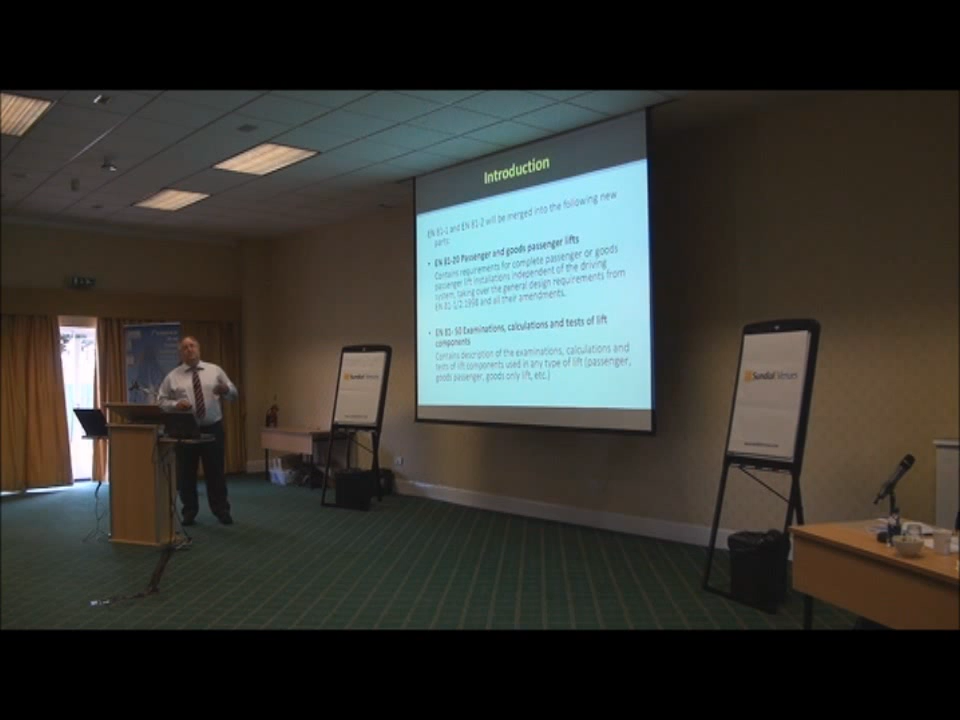 Introduction
EN 81-1 and EN 81-2 will be merged into the following new
parts:
• EN 81-20 Passenger and goods passenger lifts
Contains requirements for complete passenger or goods
passenger lift installations independent of the driving
system, taking over the general design requirements from
EN 81-1/2:1998 and all their amendments.
• EN 81- 50 Examinations, calculations and tests of lift
components
Contains description of the examinations, calculations and
tests of lift components used in any type of lift (passenger,
goods passenger, goods only lift, etc.)
Sundial Venues
Sundial Venues